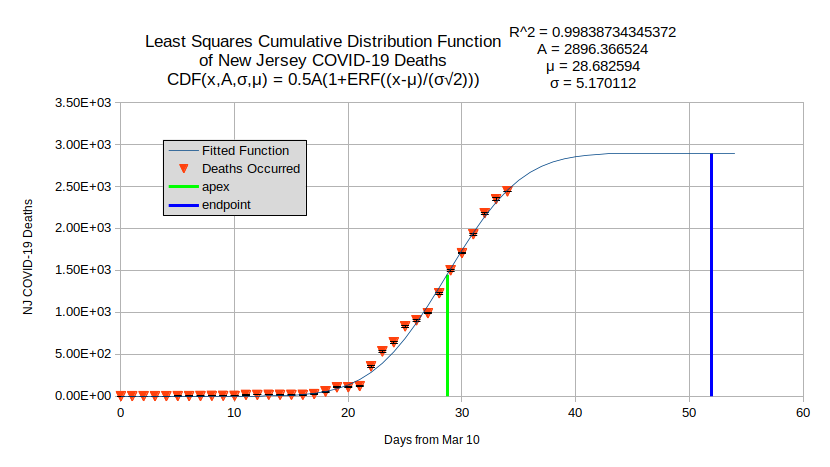 Least Squares Cumulative Distribution Function
of New Jersey COVID-19 Deaths
CDF(x,A,σ,μ) = 0.5A(1+ERF((x-μ)/(σ√2)))
R^2 = 0.99838734345372
A = 2896.366524
μ = 28.682594
σ = 5.170112
3.50E+03
3.00E+03
2.50E+03
2.00E+03
1.50E+03
1.00E+03
5.00E+02
0.00E+00
NJ COVID-19 Deaths
Fitted Function
Deaths Occurred
apex
endpoint
0 10 20 30 40 50 60
Days from Mar 10